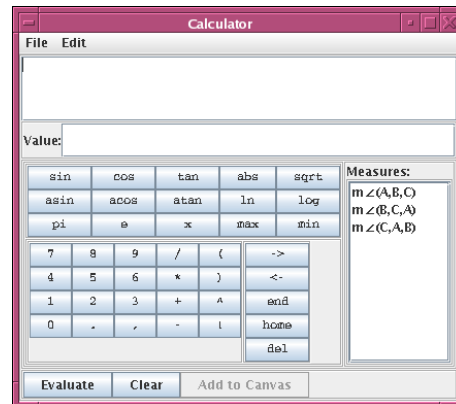 Calculator
File Edit
Value:
sin cos tan abs sqrt
asin acos atan ln log
pi e x max min
Measures:
m∠(A,B,C)
m∠(B,C,A)
m∠(C,A,B)
7 8 9 / ( ->
4 5 6 * ) <-
1 2 3 + ^ end
0 . , - home
del
Evaluate Clear Add to Canvas